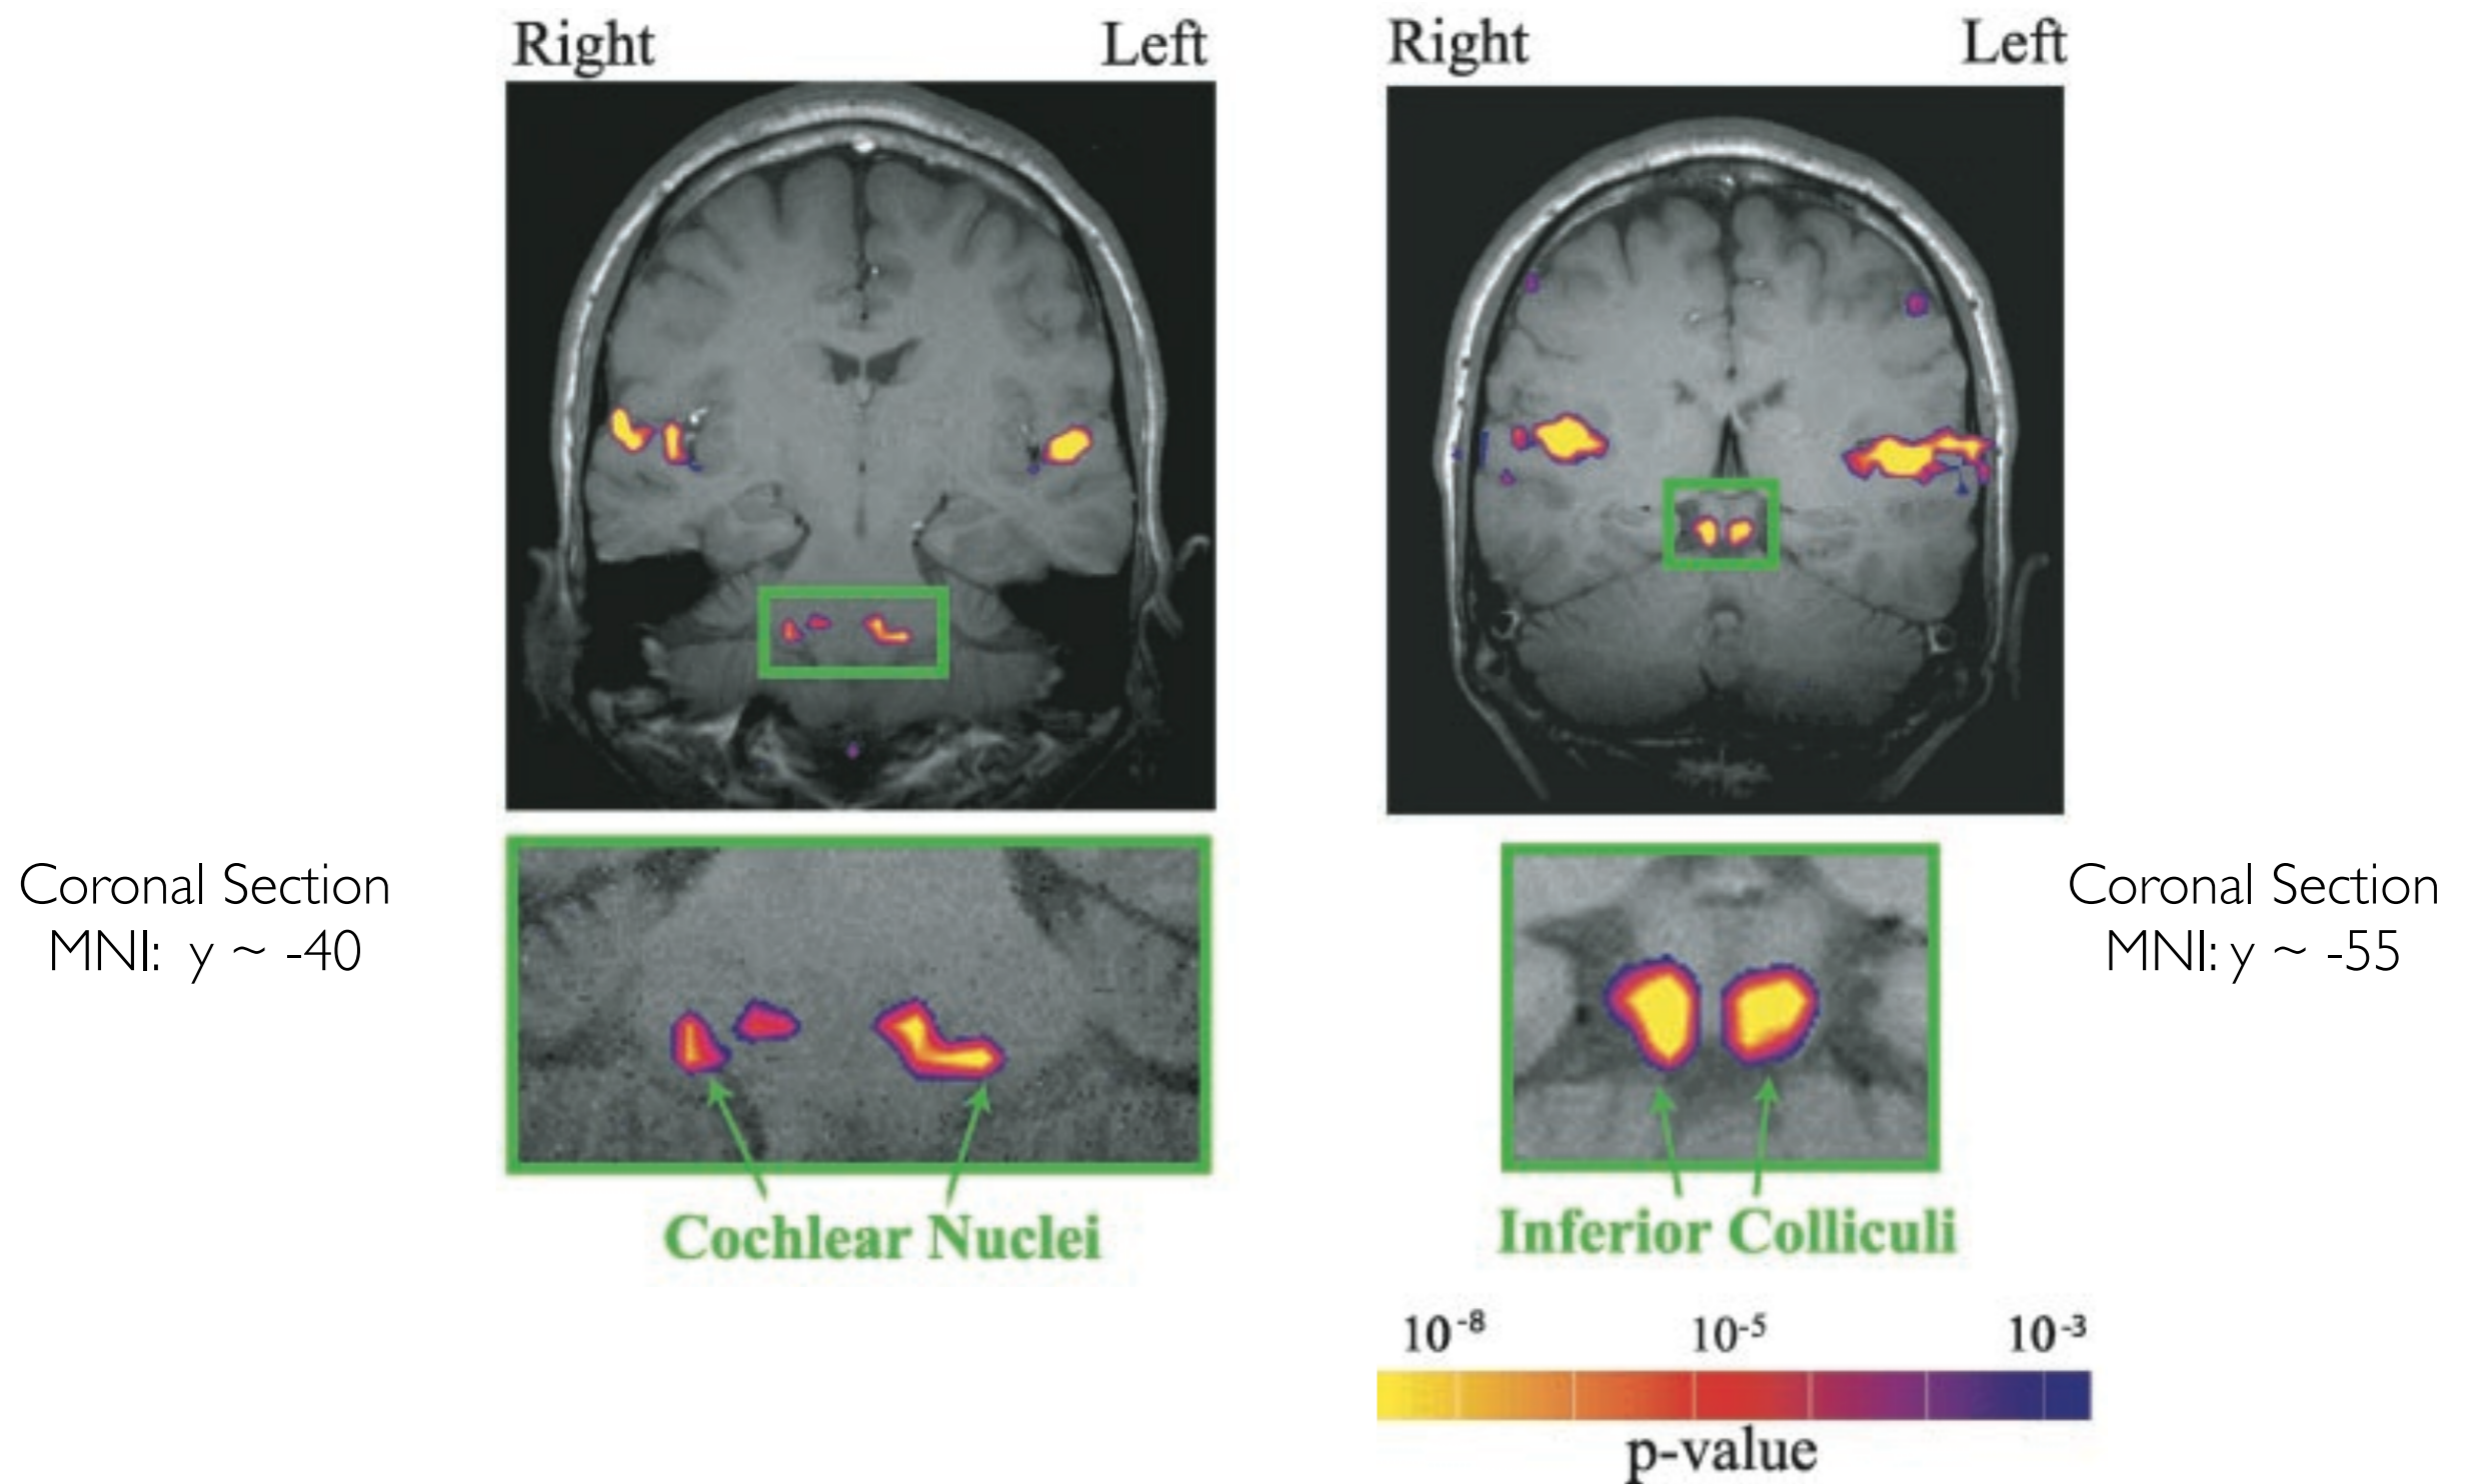 Right Left
Right Left
Coronal Section
MNI: y ~ -40
Coronal Section
MNI: y ~ -55
Cochlear Nuclei
Inferior Colliculi
10-8 10-5 10-3
p-value